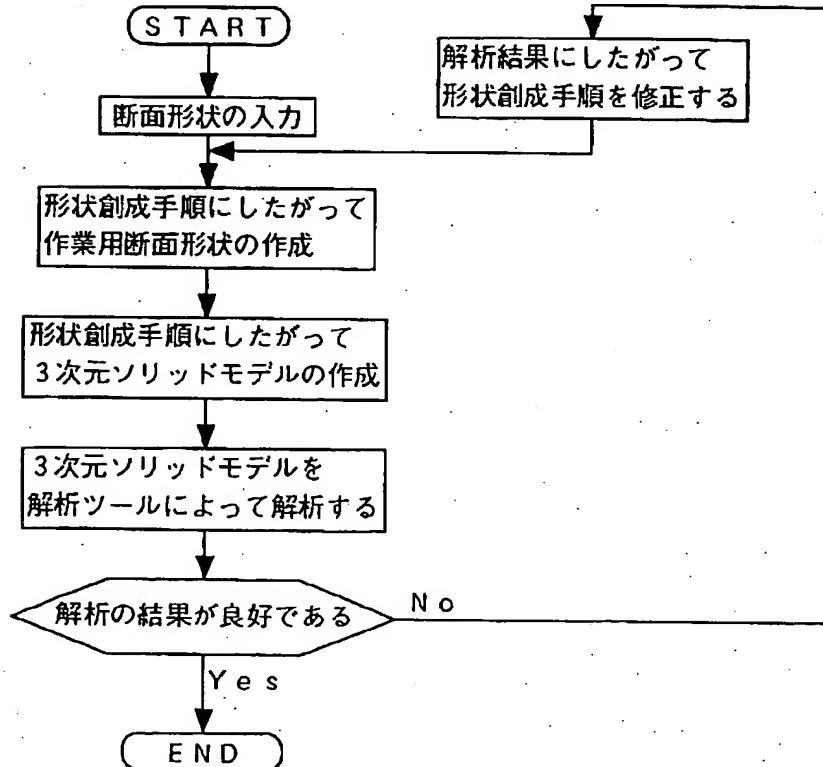 START
解析結果にしたがって
形状創成手順を修正する
断面形状の入力
形状創成手順にしたがって
作業用断面形状の作成
形状創成手順にしたがって
3次元ソリッドモデルの作成
3次元ソリッドモデルを
解析ツールによって解析する
解析の結果が良好である
No
Yes
END